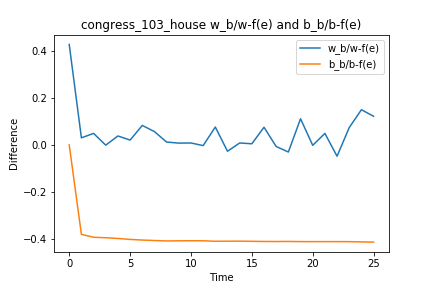 congress_103_house w_b/w-f(e) and b_b/b-f(e)
w_b/w-f(e)
b_b/b-f(e)
Difference
0.4
0.2
0.0
−0.2
−0.4
0
5
10
15
20
25
Time